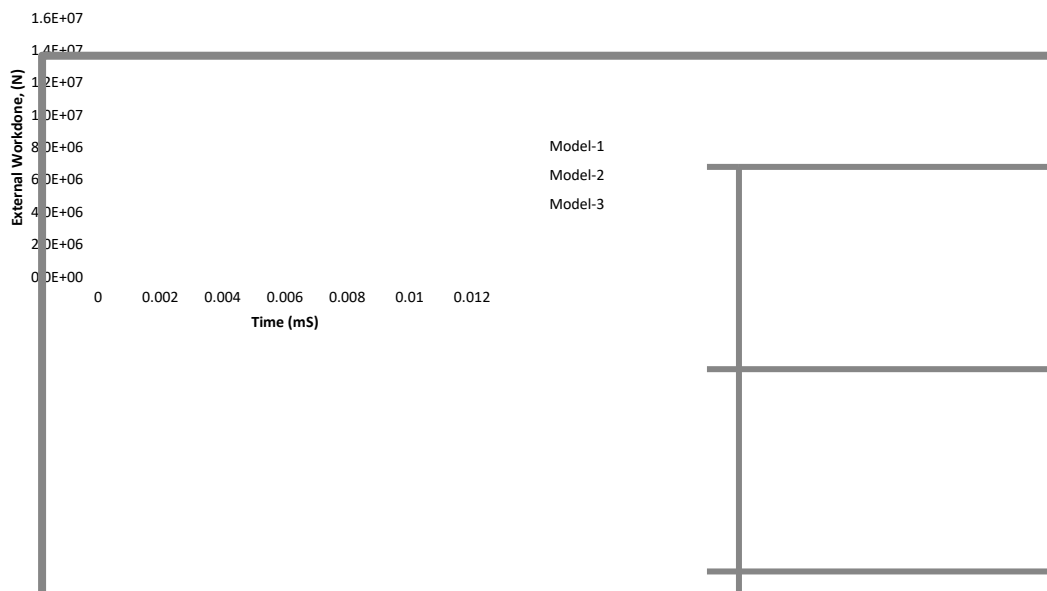 1.6E+07
1.4E+07
1.2E+07
1.0E+07
8.0E+06
6.0E+06
4.0E+06
2.0E+06
0.0E+00
External Workdone, (N)
0 0.002 0.004 0.006 0.008 0.01 0.012
Time (mS)
Model-1
Model-2
Model-3